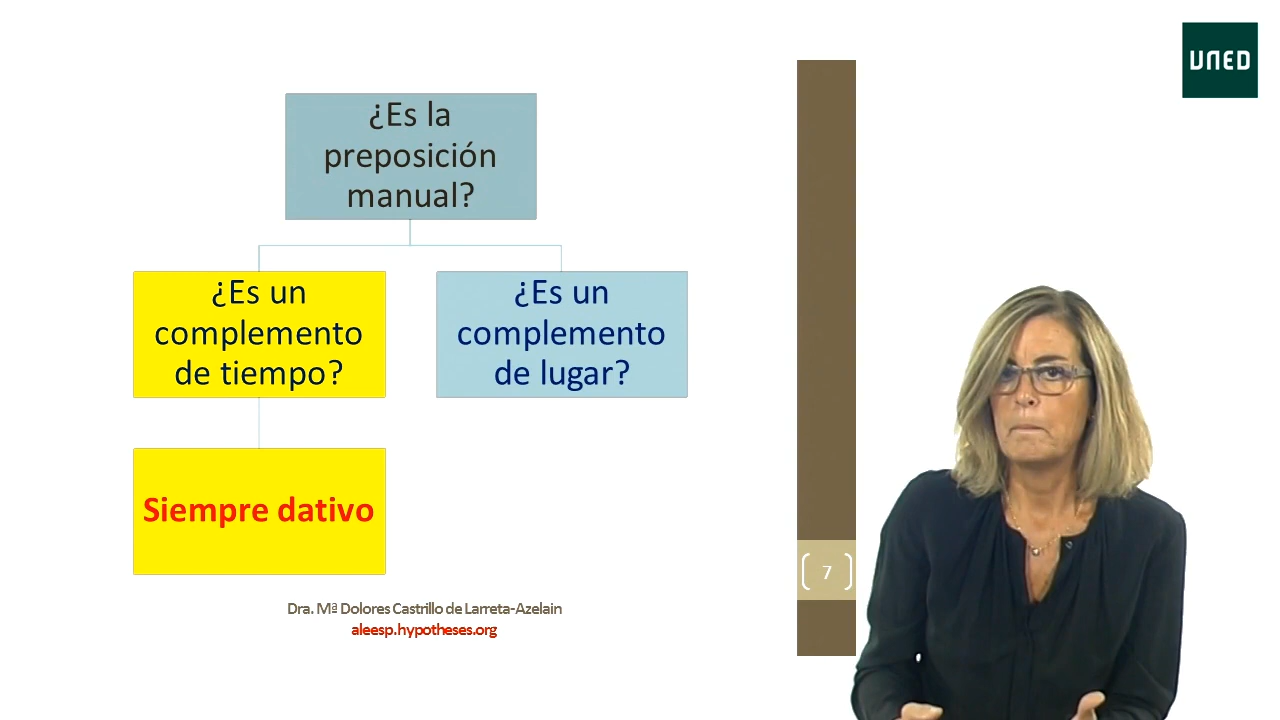 UNED
¿Es la
preposición
manual?
¿Es un
complemento
de tiempo?
¿Es un
complemento
de lugar?
Siempre dativo
7
Dra. Mª Dolores Castrillo de Larreta-Azelain
aleesp.hypotheses.org